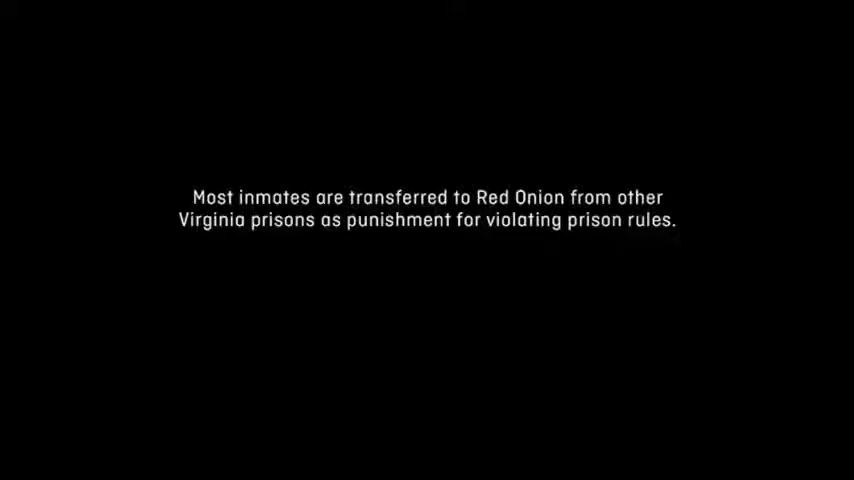 Most inmates are transferred to Red Onion from other
Virginia prisons as punishment for violating prison rules.